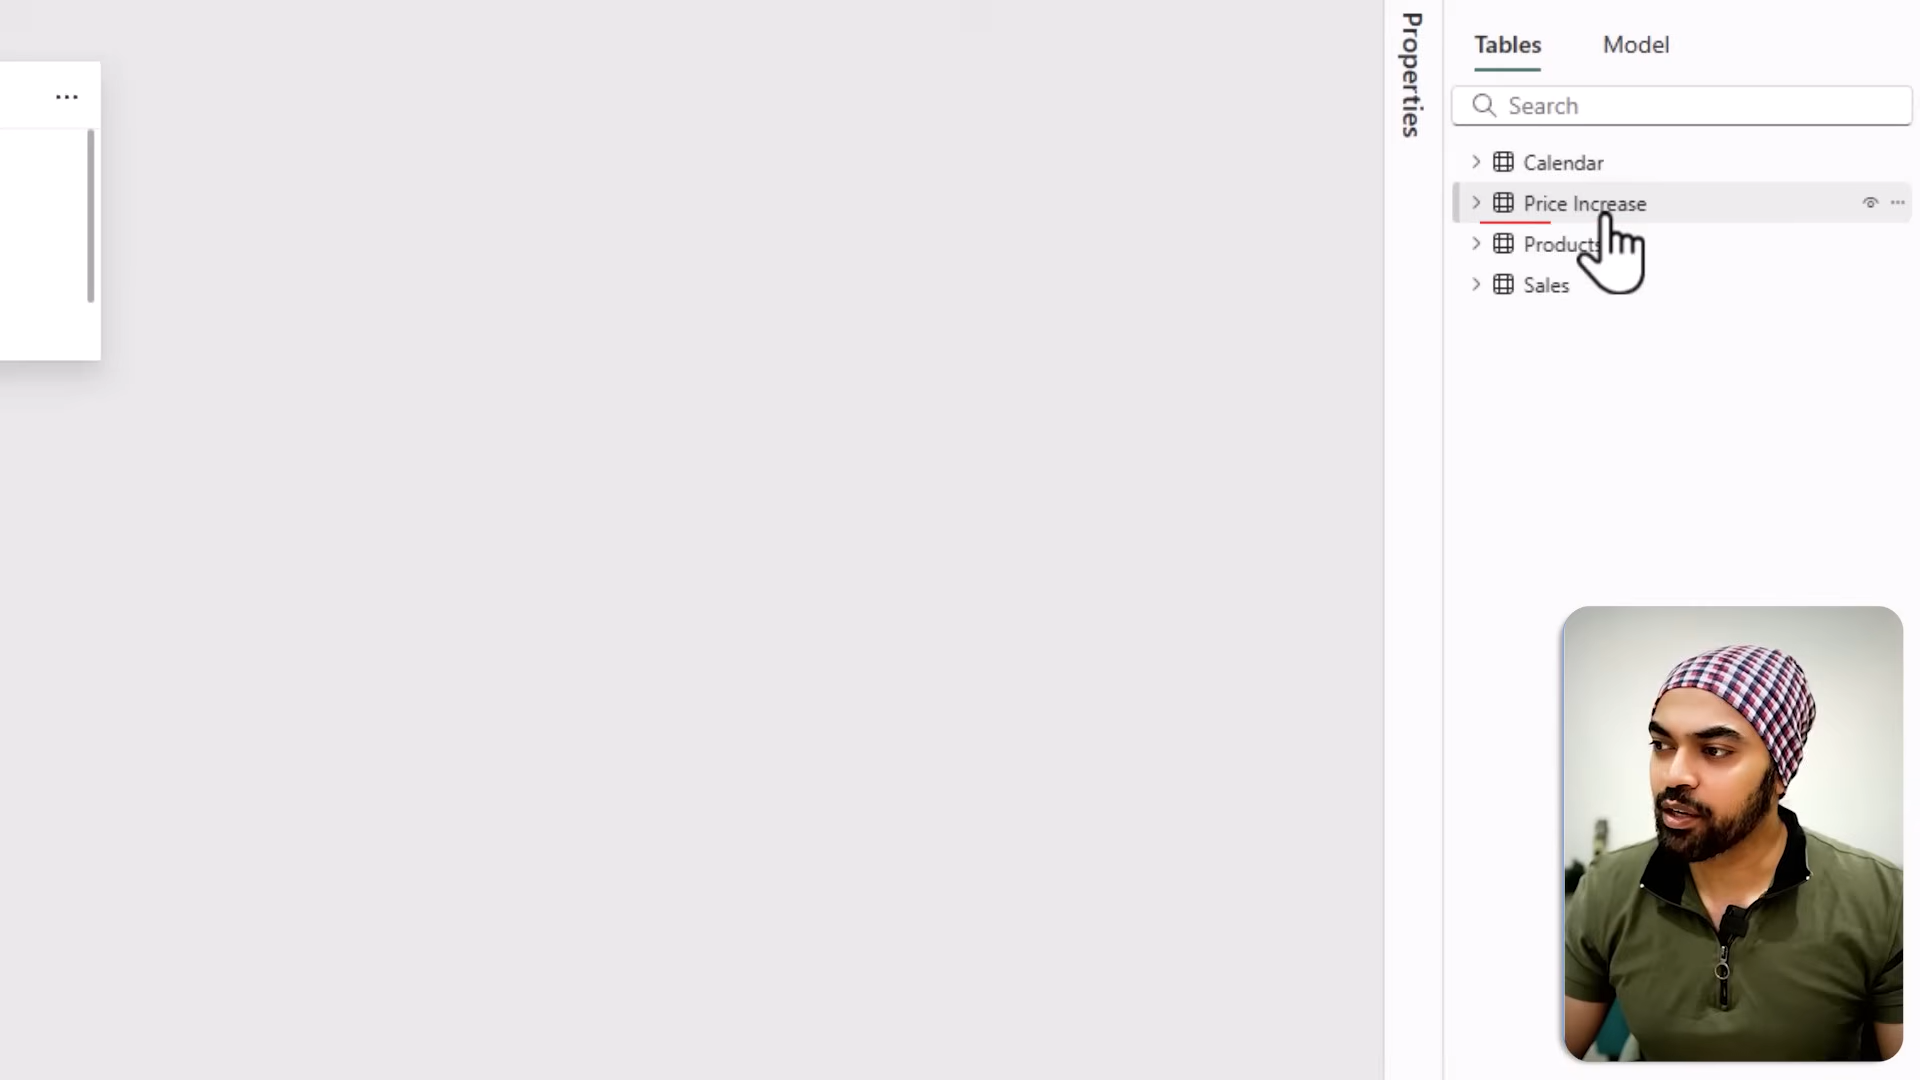 Properties
Tables Model
Search
Calendar
Price Increase
Products
Sales